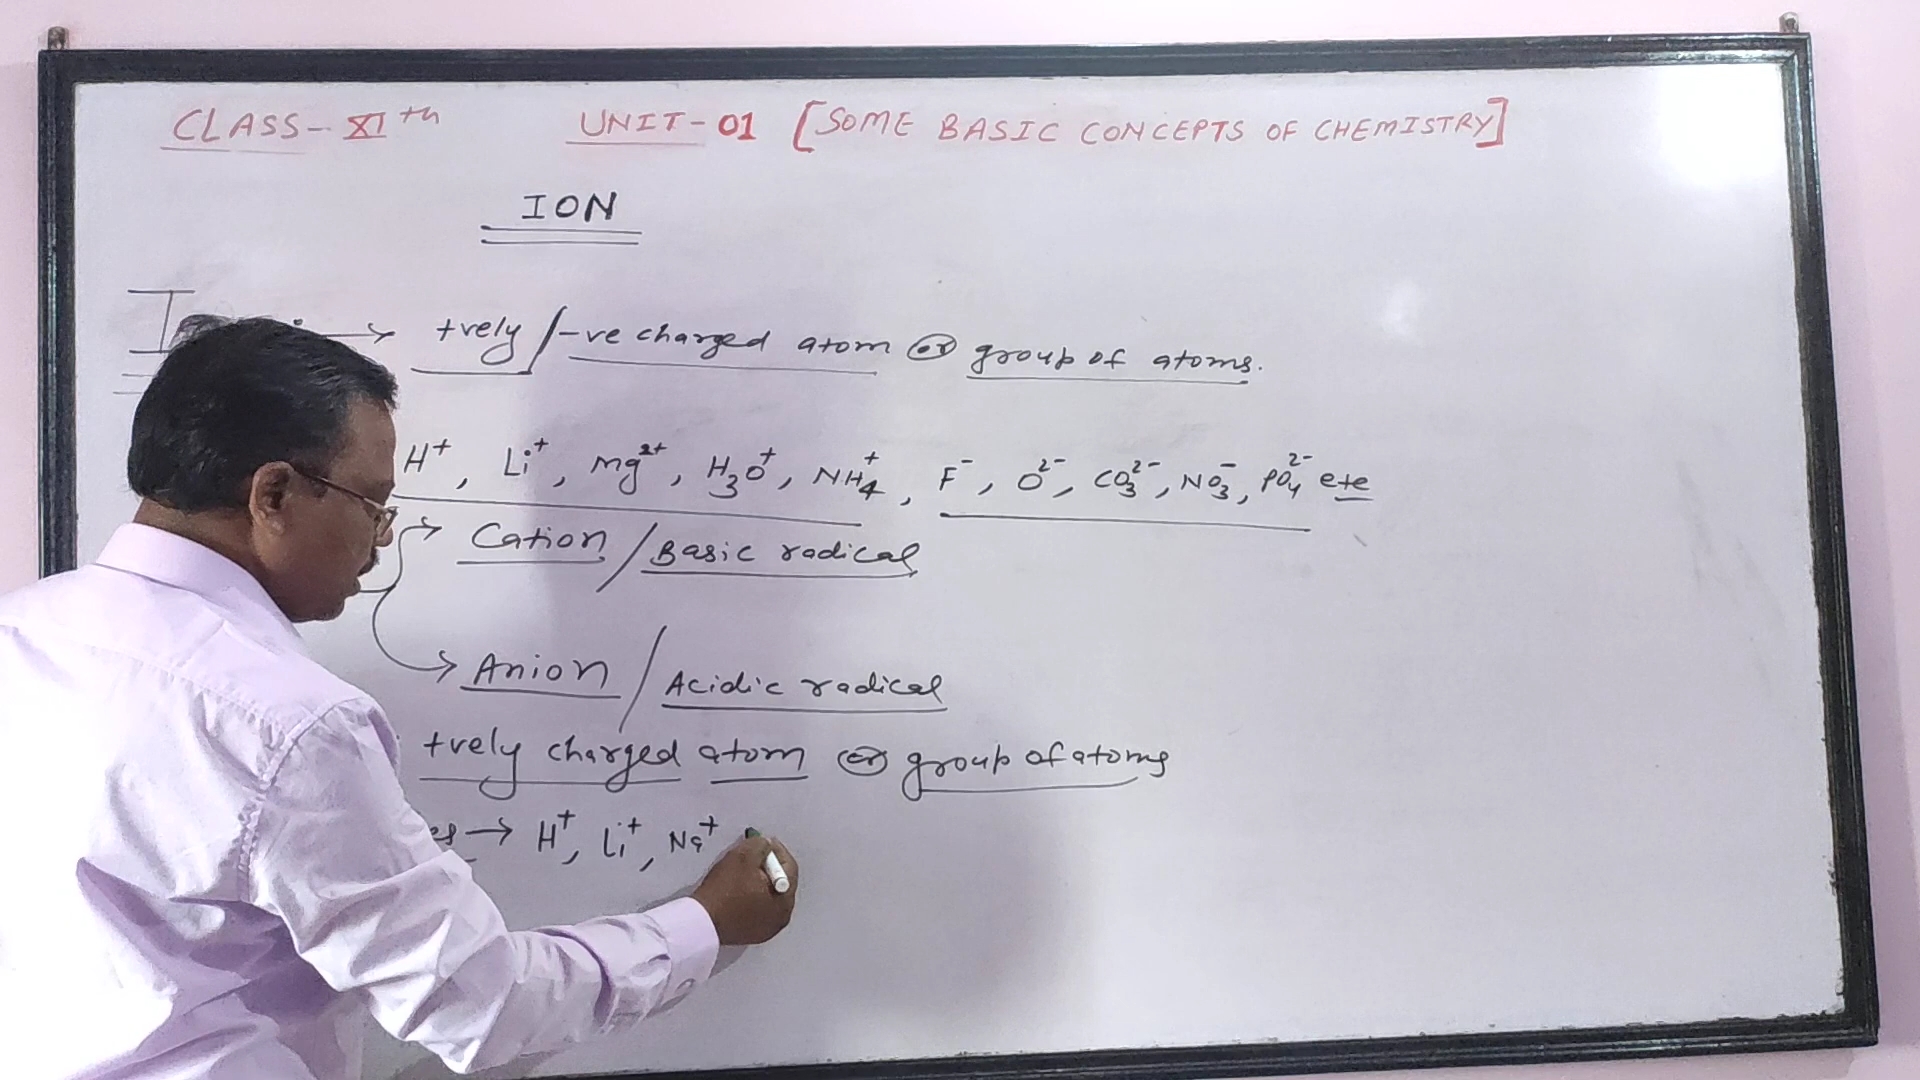 CLASS-XIth UNIT-01 [SOME BASIC CONCEPTS OF CHEMISTRY]
ION
→ +vely /-ve charged atom or group of atoms.
H⁺, Li⁺, Mg²⁺, H₃O⁺, NH₄⁺, F⁻, O²⁻, CO₃²⁻, NO₃⁻, PO₄²⁻ etc
→ Cation / Basic radical
→ Anion / Acidic radical
+vely charged atom or group of atoms
→ H⁺, Li⁺, Na⁺